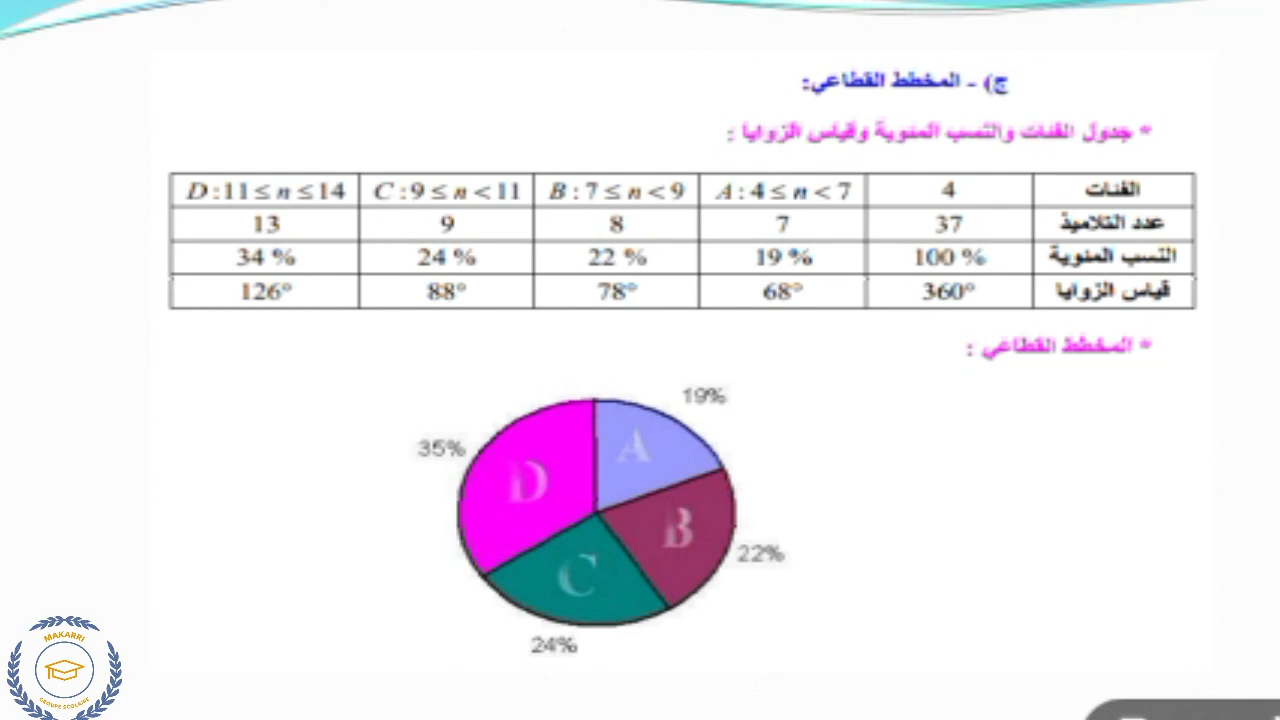 ج) - المخطط القطاعي:
* جدول الفئات والنسب المئوية وقياس الزوايا :
الفئات 4 A : 4 ≤ n < 7 B : 7 ≤ n < 9 C : 9 ≤ n < 11 D : 11 ≤ n ≤ 14
عدد التلاميذ 37 7 8 9 13
النسب المئوية 100 % 19 % 22 % 24 % 34 %
قياس الزوايا 360° 68° 78° 88° 126°
* المخطط القطاعي :
19%
35%
A
D
B
22%
C
24%
MAKARRI
GROUPE SCOLAIRE